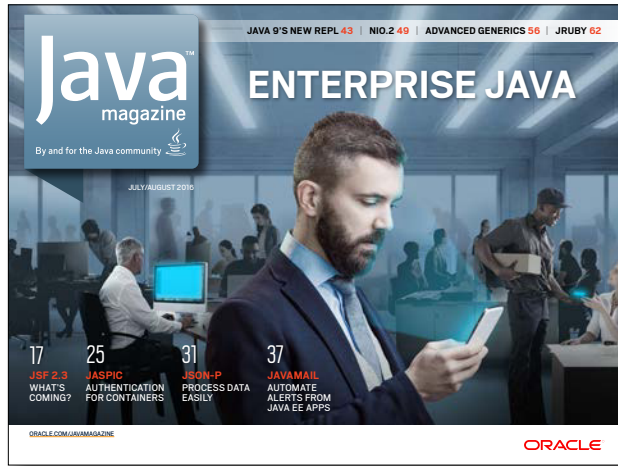 JAVA 9'S NEW REPL 43 | NIO.2 49 | ADVANCED GENERICS 56 | JRUBY 62
Java™
magazine
By and for the Java community
ENTERPRISE JAVA
JULY/AUGUST 2016
17
JSF 2.3
WHAT'S
COMING?
25
JASPIC
AUTHENTICATION
FOR CONTAINERS
31
JSON-P
PROCESS DATA
EASILY
37
JAVAMAIL
AUTOMATE
ALERTS FROM
JAVA EE APPS
ORACLE.COM/JAVAMAGAZINE
ORACLE